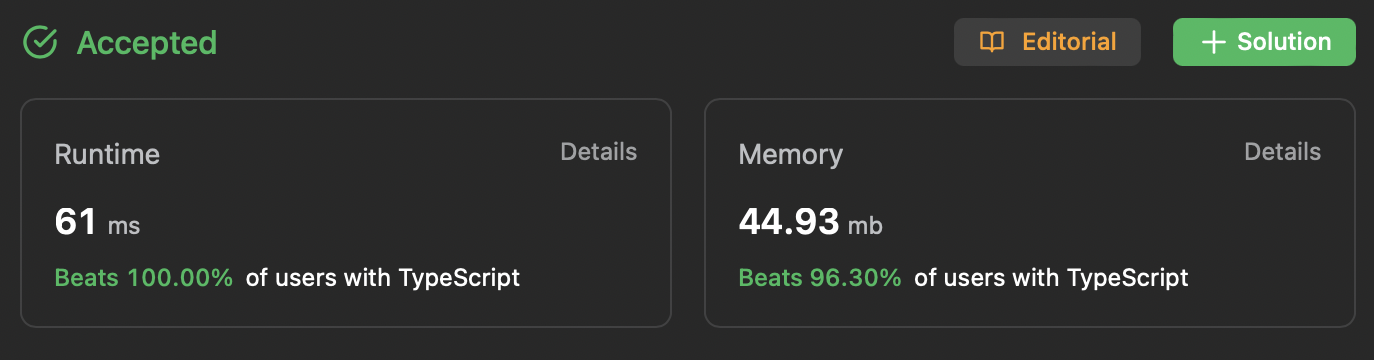 Accepted
Editorial
+ Solution
Runtime
Details
61 ms
Beats 100.00% of users with TypeScript
Memory
Details
44.93 mb
Beats 96.30% of users with TypeScript